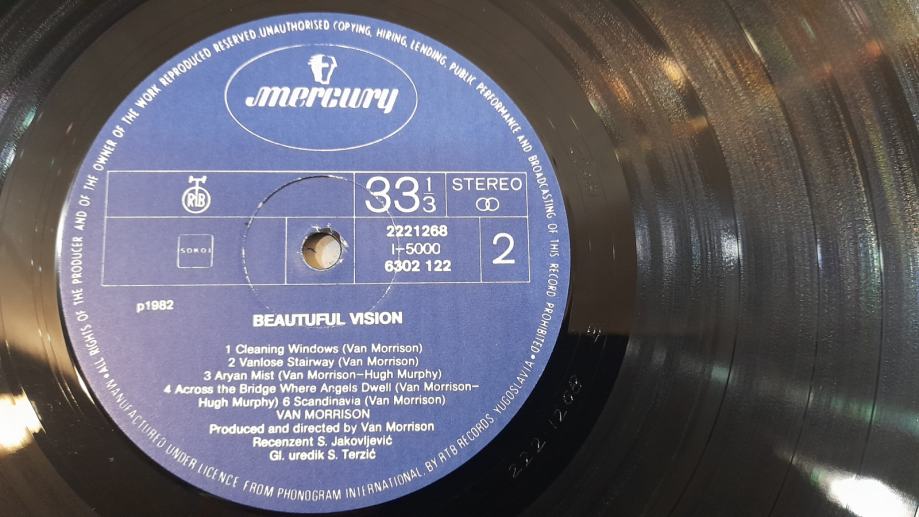 •ALL RIGHTS OF THE PRODUCER AND OF THE OWNER OF THE WORK REPRODUCED RESERVED.UNAUTHORISED COPYING, HIRING, LENDING, PUBLIC PERFORMANCE AND BROADCASTING OF THIS RECORD PROHIBITED•
mercury
RTB
33 1/3
STEREO
SOKOJ
2221268
I-5000
6302 122
2
p1982
BEAUTUFUL VISION
1 Cleaning Windows (Van Morrison)
2 Vanlose Stairway (Van Morrison)
3 Aryan Mist (Van Morrison–Hugh Murphy)
4 Across the Bridge Where Angels Dwell (Van Morrison–
Hugh Murphy) 6 Scandinavia (Van Morrison)
VAN MORRISON
Produced and directed by Van Morrison
Recenzent S. Jakovljević
Gl. uredik S. Terzić
MANUFACTURED UNDER LICENCE FROM PHONOGRAM INTERNATIONAL, BY RTB RECORDS YUGOSLAVIA•